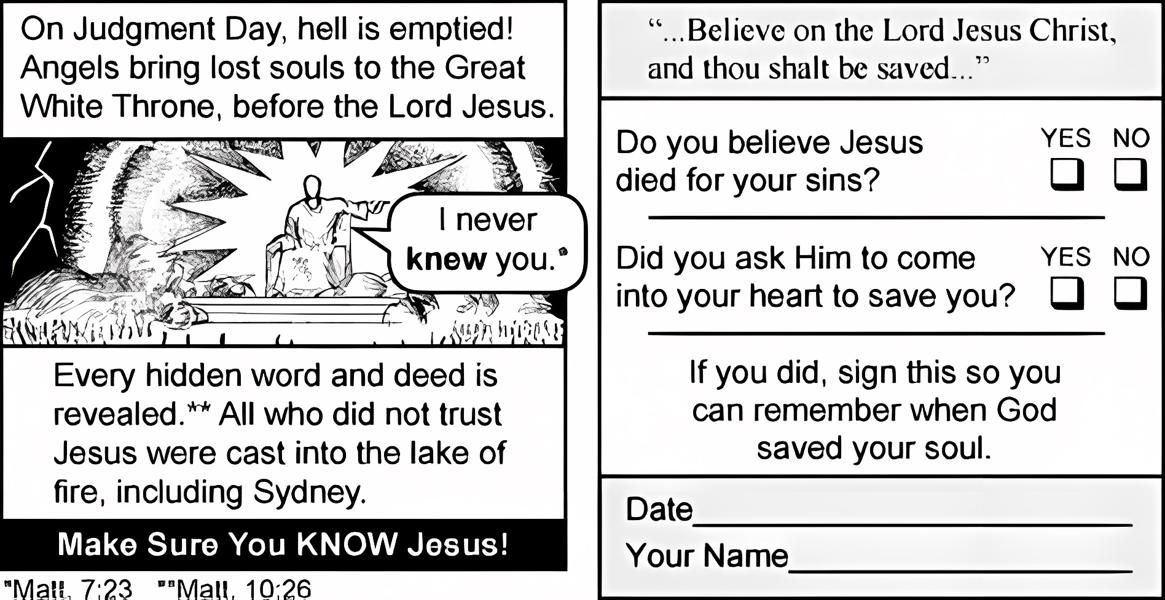 On Judgment Day, hell is emptied!
Angels bring lost souls to the Great
White Throne, before the Lord Jesus.
I never
knew you.*
Every hidden word and deed is
revealed.** All who did not trust
Jesus were cast into the lake of
fire, including Sydney.
Make Sure You KNOW Jesus!
*Matt. 7:23 **Matt. 10:26
“...Believe on the Lord Jesus Christ,
and thou shalt be saved...”
Do you believe Jesus
died for your sins?
YES NO
Did you ask Him to come
into your heart to save you?
YES NO
If you did, sign this so you
can remember when God
saved your soul.
Date
Your Name